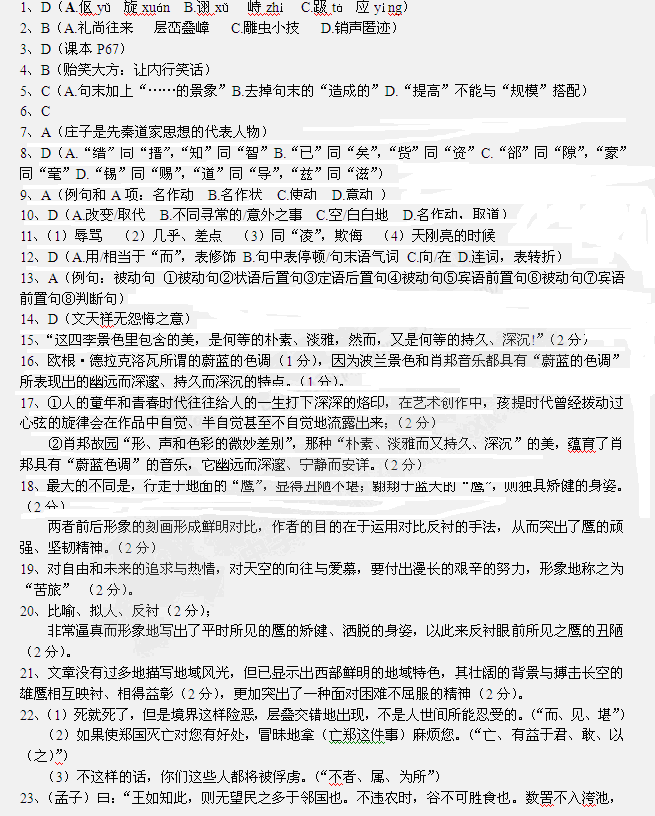 1、D（A.伛 yǔ　旋 xuán　B.诩 xǔ　　峙 zhì　　C.踏 tà　应 yìng）
2、B（A.礼尚往来　层峦叠嶂　　C.雕虫小技　　D.销声匿迹）
3、D（课本 P67）
4、B（贻笑大方：让内行笑话）
5、C（A.句末加上“……的景象”B.去掉句末的“造成的”D.“提高”不能与“规模”搭配）
6、C
7、A（庄子是先秦道家思想的代表人物）
8、D（A.“缙”同“搢”，“知”同“智”B.“已”同“矣”，“赀”同“资”C.“郤”同“隙”，“豪”
同“毫”D.“锡”同“赐”，“道”同“导”，“兹”同“滋”）
9、A（例句和 A 项：名作动　B.名作状　C.使动　D.意动 ）
10、D（A.改变/取代　B.不同寻常的/意外之事　C.空/白白地　D.名作动，取道）
11、（1）辱骂　（2）几乎、差点　（3）同“凌”，欺侮　（4）天刚亮的时候
12、D（A.用/相当于“而”，表修饰 B.句中表停顿/句末语气词 C.向/在 D.连词，表转折）
13、A（例句：被动句 ①被动句②状语后置句③定语后置句④被动句⑤宾语前置句⑥被动句⑦宾语
前置句⑧判断句）
14、D（文天祥无怨悔之意）
15、“这四季景色里包含的美，是何等的朴素、淡雅，然而，又是何等的持久、深沉!”（2 分）
16、欧根·德拉克洛瓦所谓的蔚蓝的色调（1 分），因为波兰景色和肖邦音乐都具有“蔚蓝的色调”
所表现出的幽远而深邃、持久而深沉的特点。（1 分）。
17、①人的童年和青春时代往往给人的一生打下深深的烙印，在艺术创作中，孩提时代曾经拨动过
心弦的旋律会在作品中自觉、半自觉甚至不自觉地流露出来；（2 分）
②肖邦故园“形、声和色彩的微妙差别”，那种“朴素、淡雅而又持久、深沉”的美，蕴育了肖
邦具有“蔚蓝色调”的音乐，它幽远而深邃、宁静而安详。（2 分）
18、最大的不同是，行走于地面的“鹰”，显得丑陋不堪；翱翔于蓝天的“鹰”，则独具矫健的身姿。
（2 分）
两者前后形象的刻画形成鲜明对比，作者的目的在于运用对比反衬的手法，从而突出了鹰的顽
强、坚韧精神。（2 分）
19、对自由和未来的追求与热情，对天空的向往与爱慕，要付出漫长的艰辛的努力，形象地称之为
“苦旅” （2 分）。
20、比喻、拟人、反衬（2 分）；
非常逼真而形象地写出了平时所见的鹰的矫健、洒脱的身姿，以此来反衬眼前所见之鹰的丑陋
（2 分）。
21、文章没有过多地描写地域风光，但已显示出西部鲜明的地域特色，其壮阔的背景与搏击长空的
雄鹰相互映衬、相得益彰（2 分），更加突出了一种面对困难不屈服的精神（2 分）。
22、（1）死就死了，但是境界这样险恶，层叠交错地出现，不是人世间所能忍受的。（“而、见、堪”）
（2）如果使郑国灭亡对您有好处，冒昧地拿（亡郑这件事）麻烦您。（“亡、有益于君、敢、以
（之）”）
（3）不这样的话，你们这些人都将被俘虏。（“不者、属、为所”）
23、（孟子）曰：“王如知此，则无望民之多于邻国也。不违农时，谷不可胜食也。数罟不入洿池，